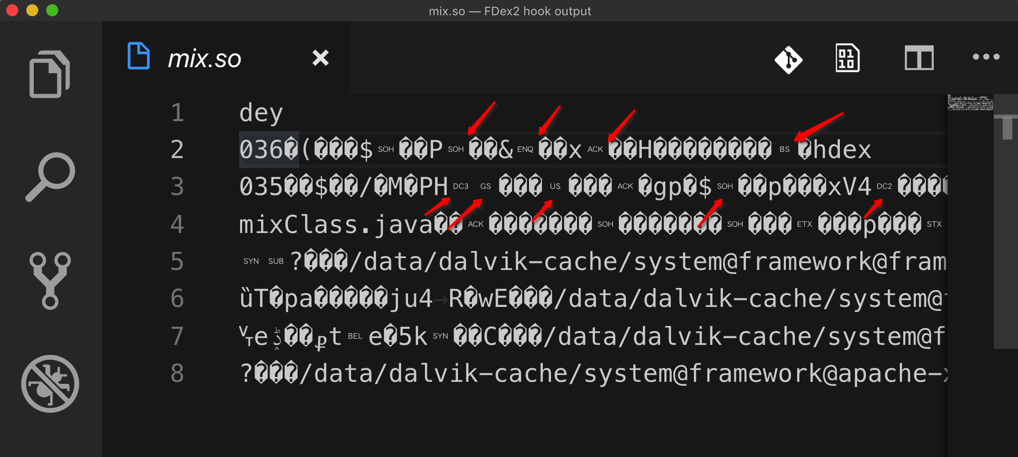 mix.so — FDex2 hook output
mix.so
1 dey
2 036�(���$ SOH ��P SOH ��& ENQ ��x ACK ��H��������� BS �hdex
3 035��$��/�M�PH DC3 GS ��� US ��� ACK �gp�$ SOH ��p���xV4 DC2 ����
4 mixClass.java�� ACK �������� SOH �������� SOH ��� ETX ���p��� STX
5 SYN SUB ?���/data/dalvik-cache/system@framework@fram
6 ȕT�pa�����ju4→R�wE���/data/dalvik-cache/system@
7 e ��քt BEL e�5k SYN ��C���/data/dalvik-cache/system@f
8 ?���/data/dalvik-cache/system@framework@apache-x